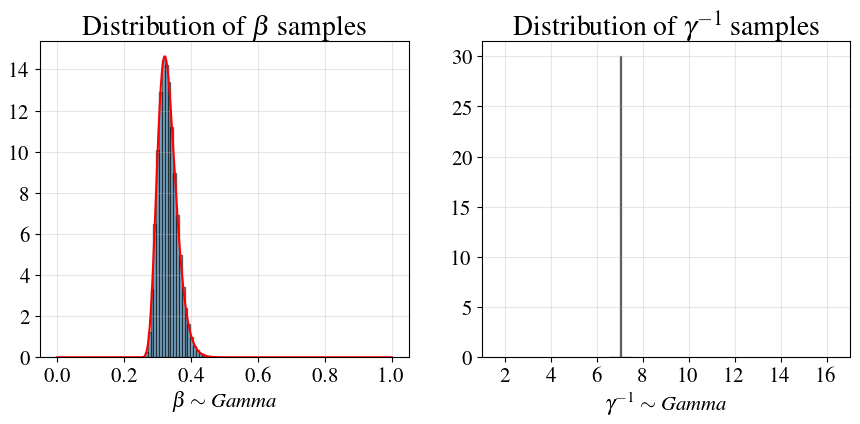 Distribution of β samples
14
12
10
8
6
4
2
0
0.0 0.2 0.4 0.6 0.8 1.0
β ∼ Gamma
Distribution of γ⁻¹ samples
30
25
20
15
10
5
0
2 4 6 8 10 12 14 16
γ⁻¹ ∼ Gamma